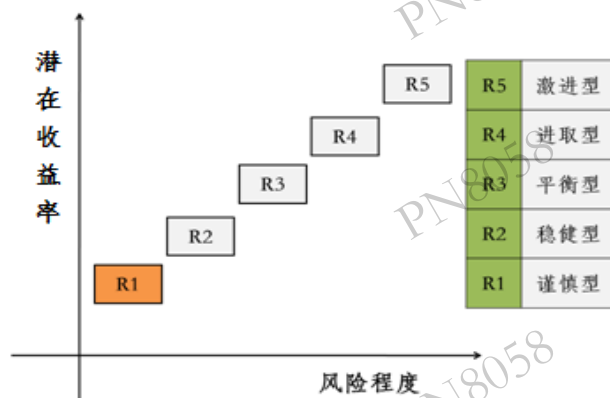 PN8058
潜在收益率
R5
R4
R3
R2
R1
风险程度
R5 激进型
R4 进取型
R3 平衡型
R2 稳健型
R1 谨慎型
PN8058
PN8058